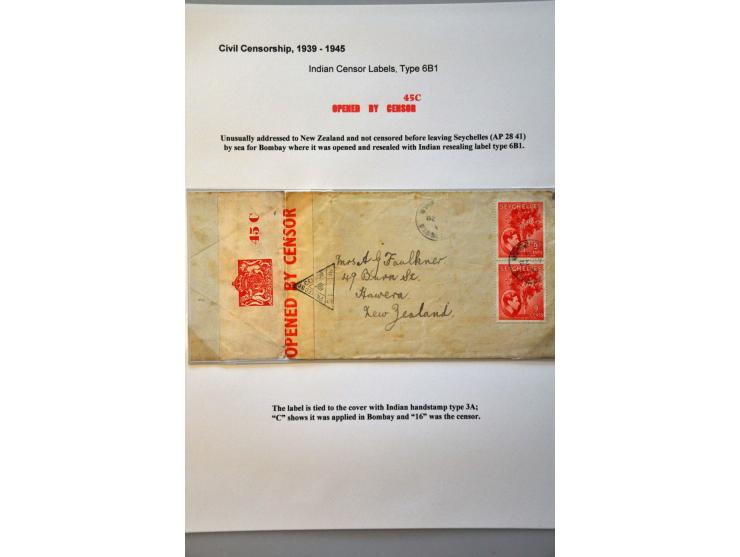 Civil Censorship, 1939 - 1945
Indian Censor Labels, Type 6B1
45C
OPENED BY CENSOR
Unusually addressed to New Zealand and not censored before leaving Seychelles (AP 28 41)
by sea for Bombay where it was opened and resealed with Indian resealing label type 6B1.
45 C
OPENED BY CENSOR
Mrs A G Faulkner
49 Burn St.
Hawera
New Zealand
SEYCHELLES
SEYCHELLES
The label is tied to the cover with Indian handstamp type 3A;
“C” shows it was applied in Bombay and “16” was the censor.